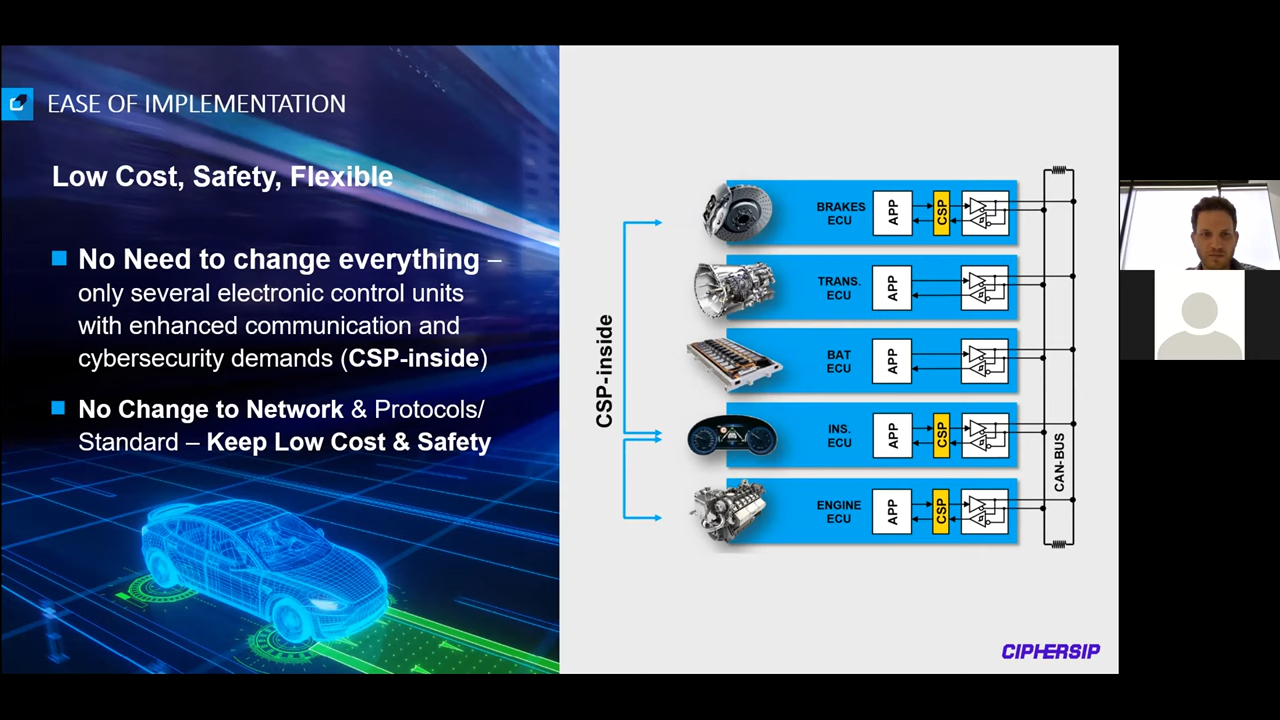 EASE OF IMPLEMENTATION
Low Cost, Safety, Flexible
No Need to change everything –
only several electronic control units
with enhanced communication and
cybersecurity demands (CSP-inside)
No Change to Network & Protocols/
Standard – Keep Low Cost & Safety
CSP-inside
BRAKES
ECU
APP
CSP
TRANS.
ECU
APP
BAT
ECU
APP
INS.
ECU
APP
CSP
ENGINE
ECU
APP
CSP
CAN-BUS
CIPHERSIP